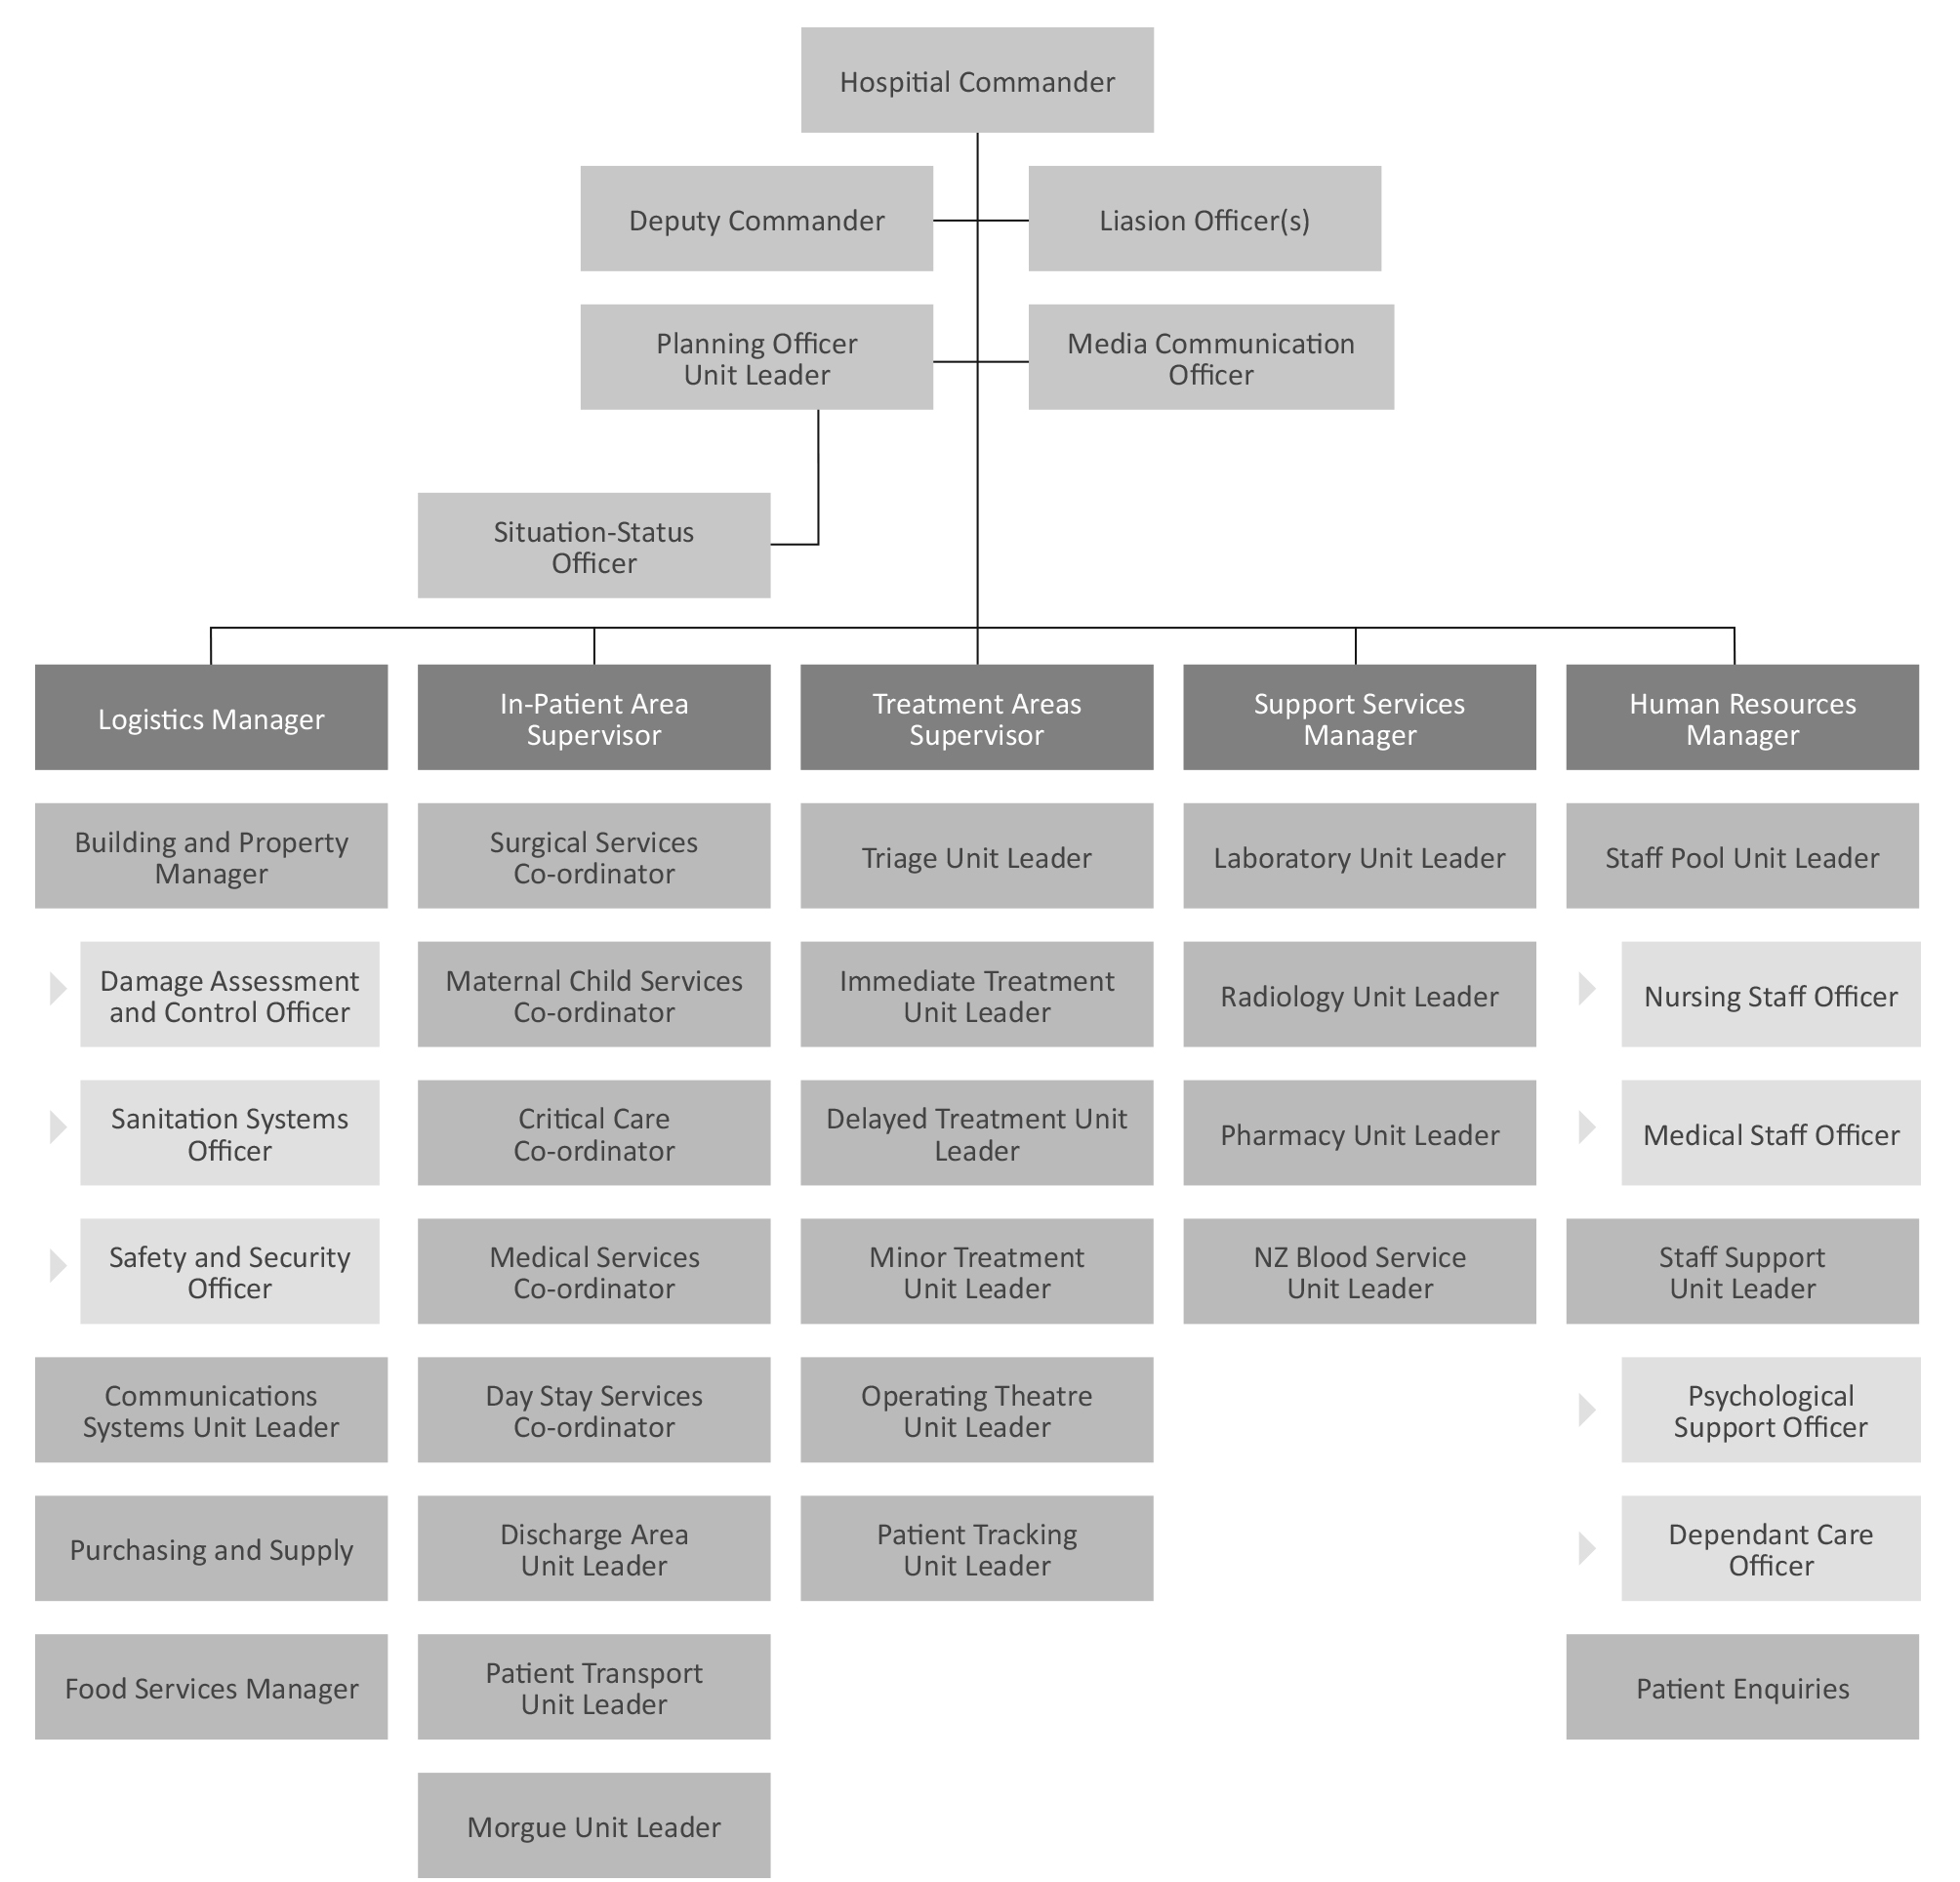 Hospitial Commander
Deputy Commander
Liasion Officer(s)
Planning Officer
Unit Leader
Media Communication
Officer
Situation-Status
Officer
Logistics Manager
In-Patient Area
Supervisor
Treatment Areas
Supervisor
Support Services
Manager
Human Resources
Manager
Building and Property
Manager
Surgical Services
Co-ordinator
Triage Unit Leader
Laboratory Unit Leader
Staff Pool Unit Leader
Damage Assessment
and Control Officer
Maternal Child Services
Co-ordinator
Immediate Treatment
Unit Leader
Radiology Unit Leader
Nursing Staff Officer
Sanitation Systems
Officer
Critical Care
Co-ordinator
Delayed Treatment Unit
Leader
Pharmacy Unit Leader
Medical Staff Officer
Safety and Security
Officer
Medical Services
Co-ordinator
Minor Treatment
Unit Leader
NZ Blood Service
Unit Leader
Staff Support
Unit Leader
Communications
Systems Unit Leader
Day Stay Services
Co-ordinator
Operating Theatre
Unit Leader
Psychological
Support Officer
Purchasing and Supply
Discharge Area
Unit Leader
Patient Tracking
Unit Leader
Dependant Care
Officer
Food Services Manager
Patient Transport
Unit Leader
Patient Enquiries
Morgue Unit Leader